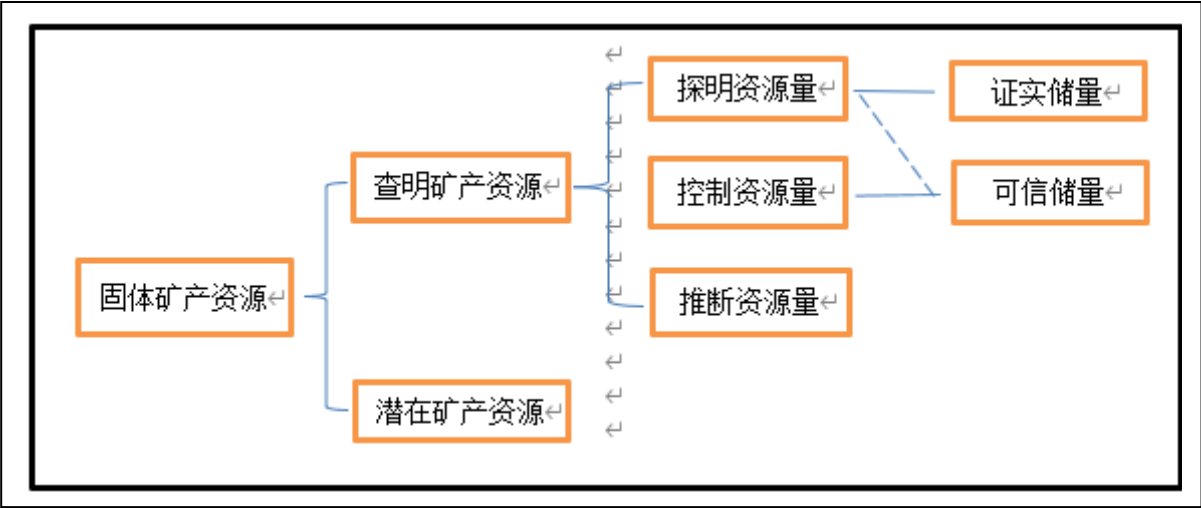 探明资源量
证实储量
查明矿产资源
控制资源量
可信储量
固体矿产资源
推断资源量
潜在矿产资源